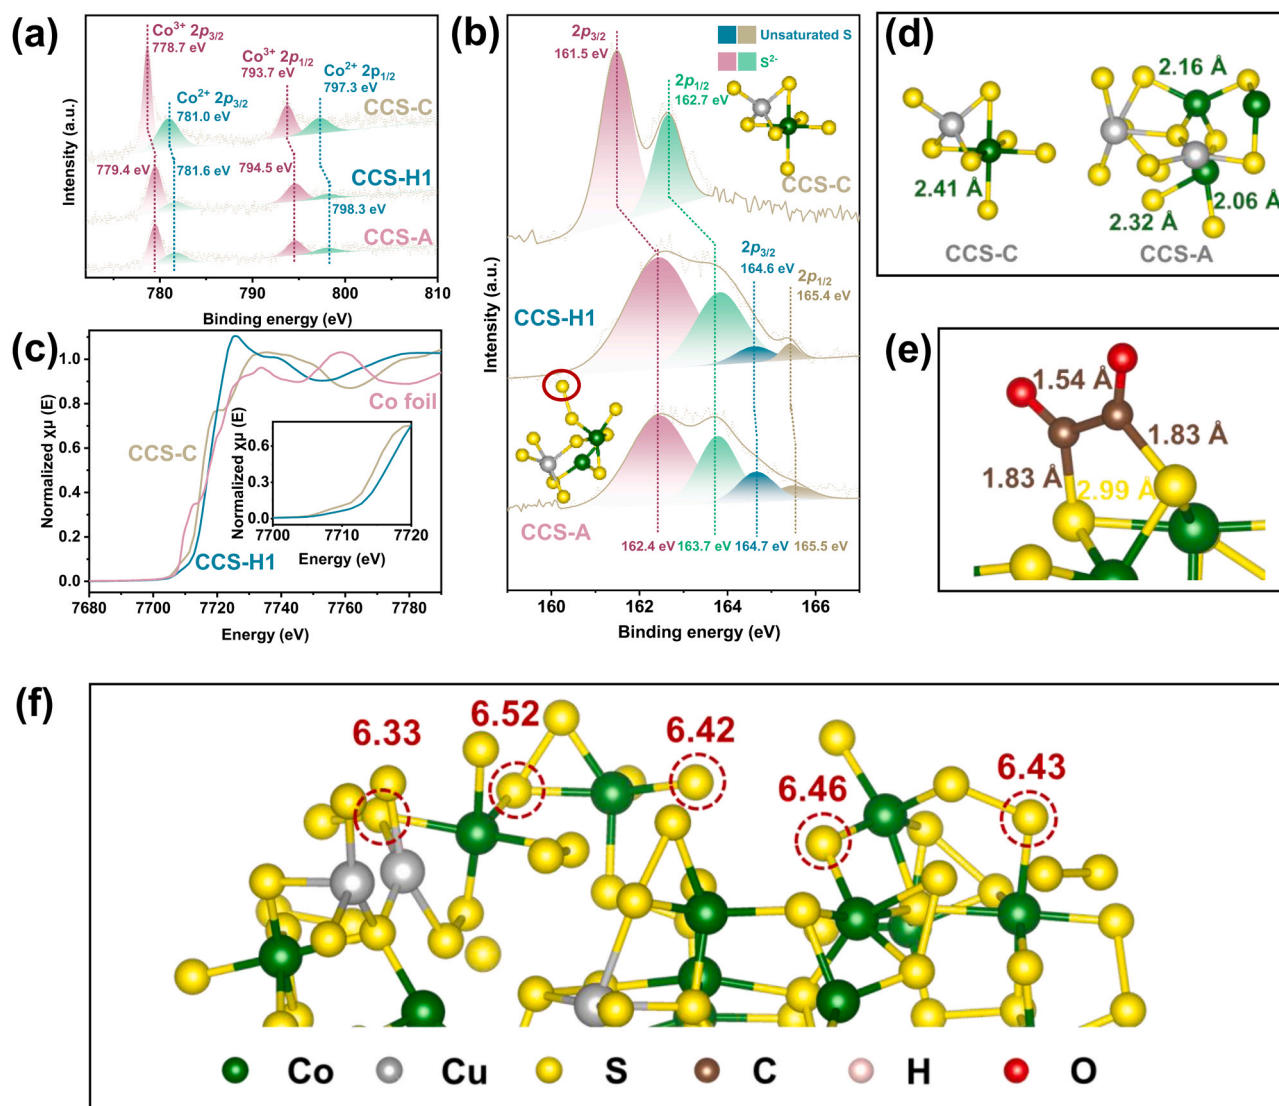 (a)
Co³⁺ 2p₃/₂
778.7 eV
Co³⁺ 2p₁/₂
793.7 eV
Co²⁺ 2p₁/₂
797.3 eV
Co²⁺ 2p₃/₂
781.0 eV
CCS-C
779.4 eV
781.6 eV
794.5 eV
CCS-H1
798.3 eV
CCS-A
Intensity (a.u.)
780 790 800 810
Binding energy (eV)
(b)
2p₃/₂
161.5 eV
Unsaturated S
S²⁻
2p₁/₂
162.7 eV
CCS-C
2p₃/₂
164.6 eV
2p₁/₂
165.4 eV
CCS-H1
CCS-A
162.4 eV
163.7 eV
164.7 eV
165.5 eV
Intensity (a.u.)
160 162 164 166
Binding energy (eV)
(c)
Normalized χμ (E)
1.0
0.8
0.6
0.4
0.2
0.0
CCS-C
Co foil
CCS-H1
Normalized χμ (E)
0.6
0.3
0.0
7700 7710 7720
Energy (eV)
7680 7700 7720 7740 7760 7780
Energy (eV)
(d)
2.16 Å
2.41 Å
2.06 Å
2.32 Å
CCS-C
CCS-A
(e)
1.54 Å
1.83 Å
1.83 Å
2.99 Å
(f)
6.33
6.52
6.42
6.46
6.43
Co Cu S C H O